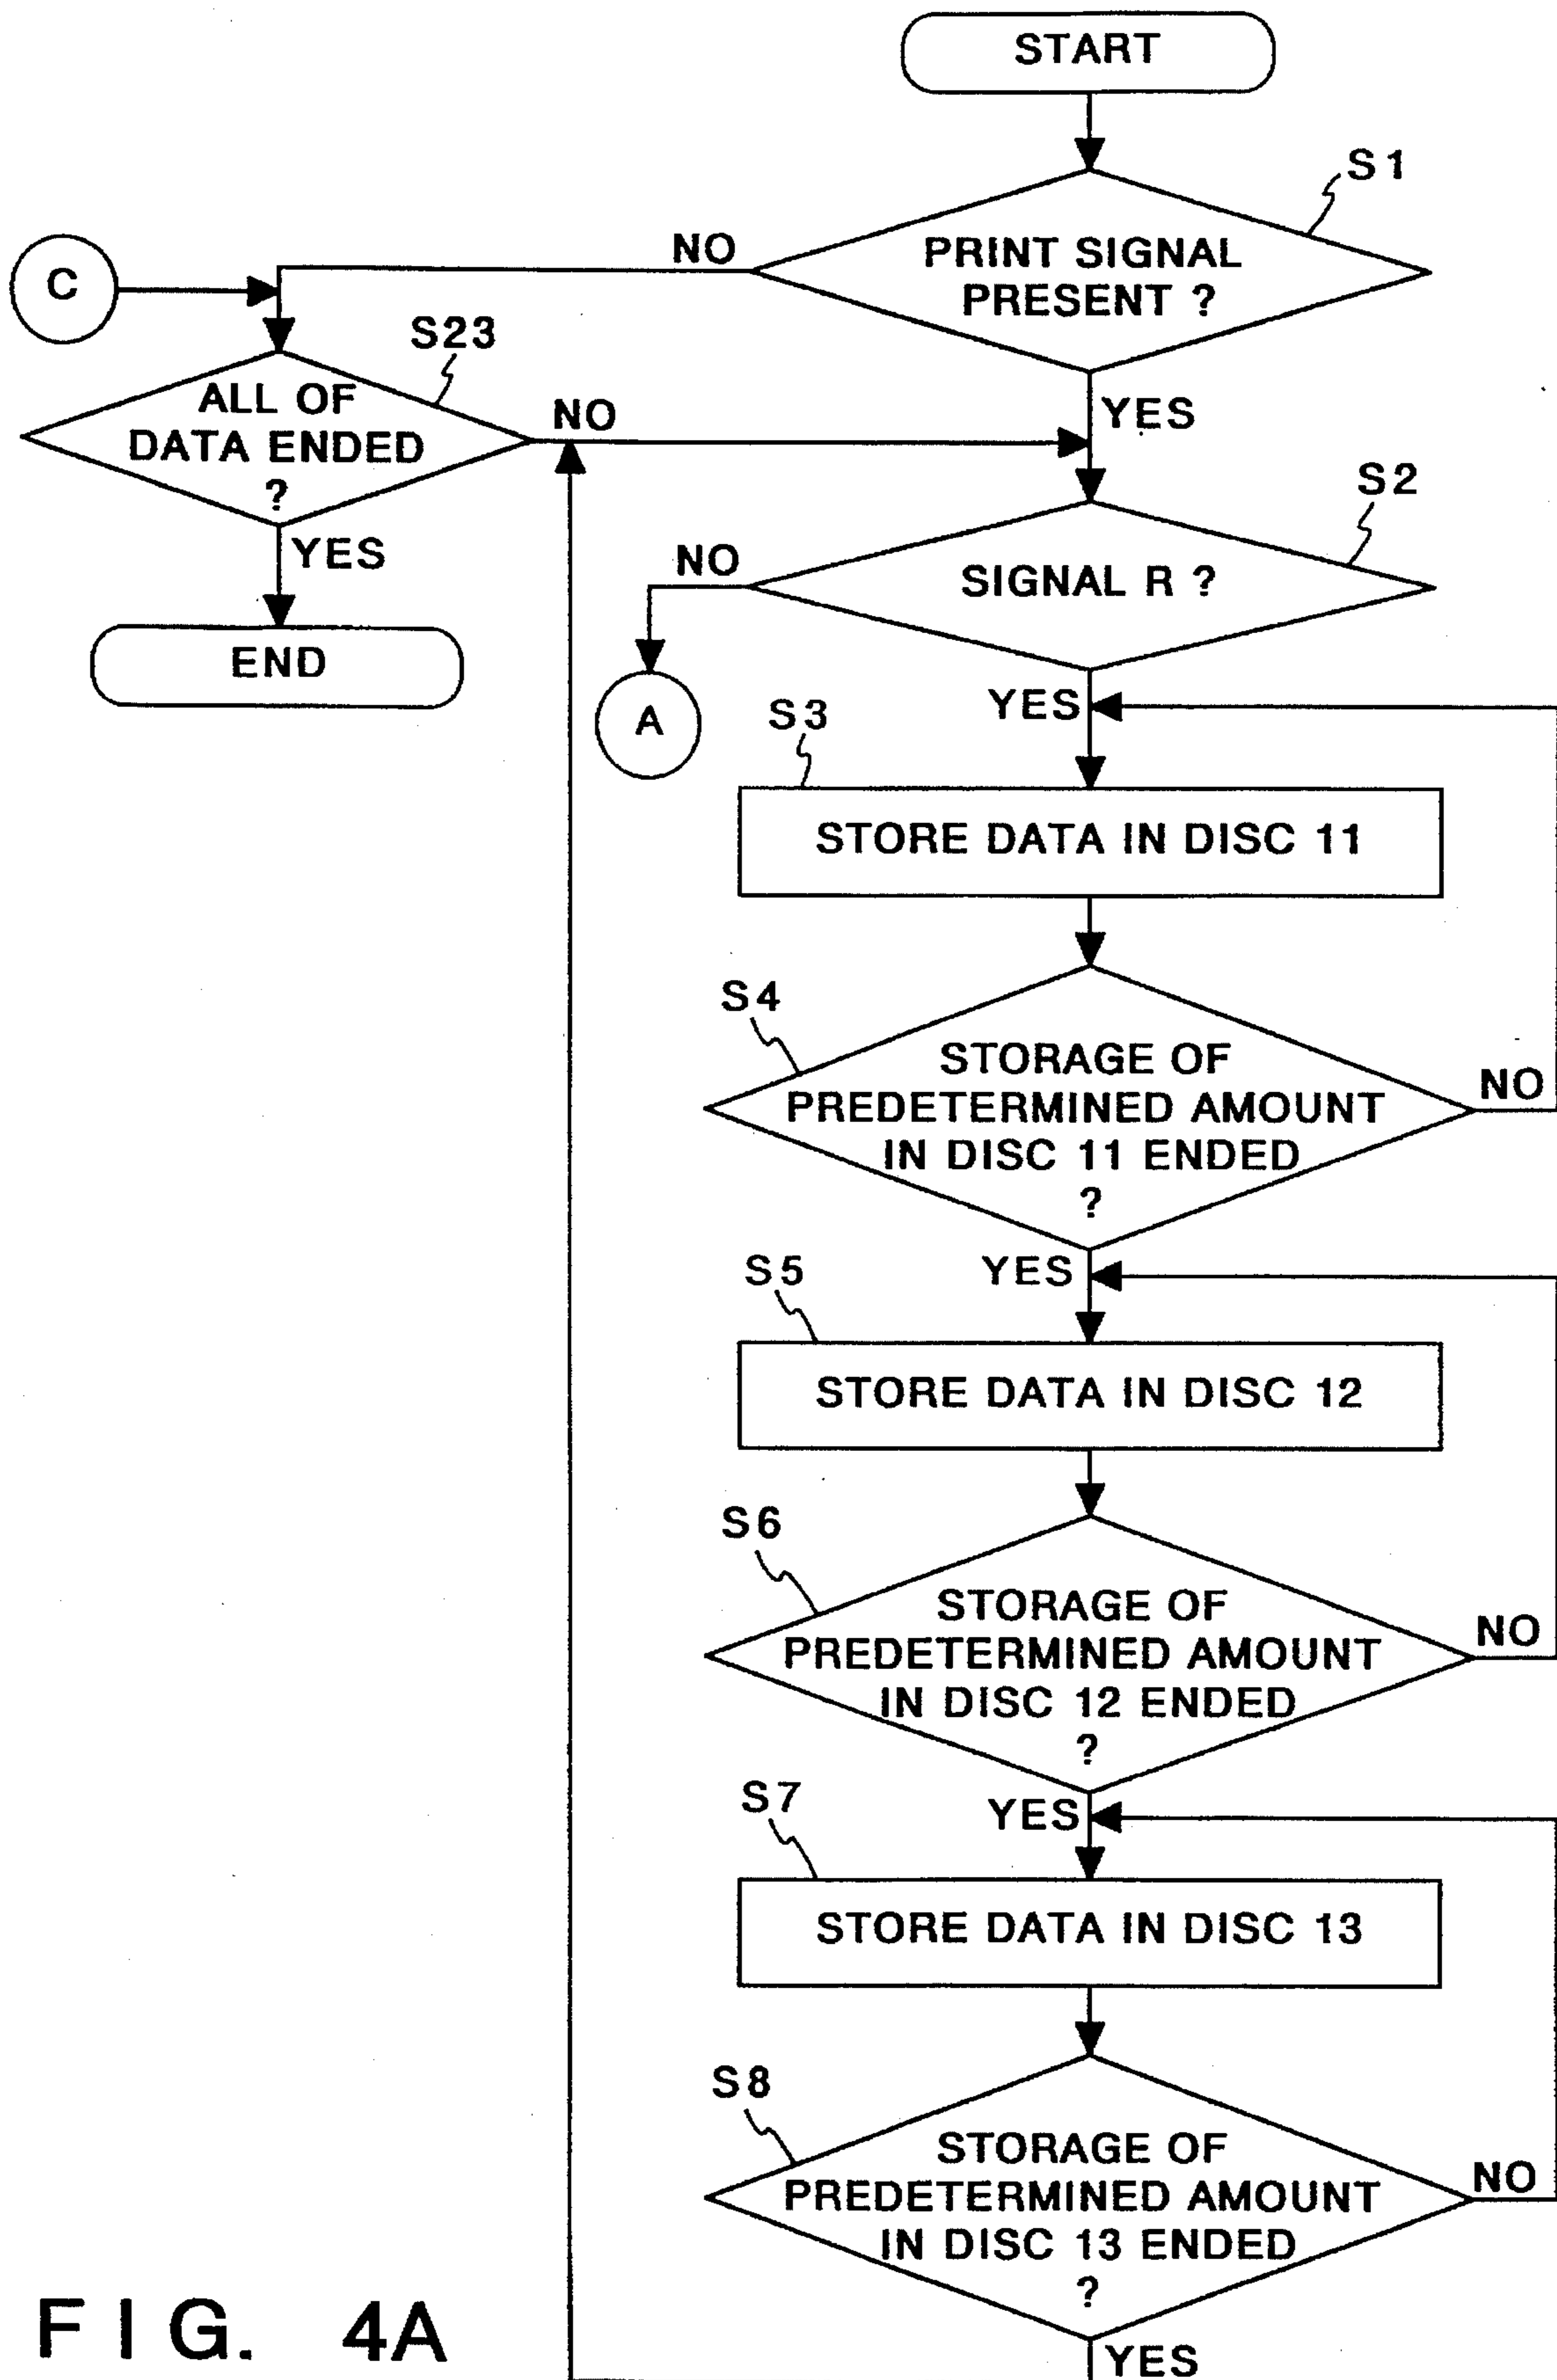 START
S1
NO
PRINT SIGNAL
PRESENT ?
C
S23
ALL OF
DATA ENDED
?
NO
YES
S2
YES
NO
SIGNAL R ?
END
A
YES
S3
STORE DATA IN DISC 11
S4
STORAGE OF
PREDETERMINED AMOUNT
IN DISC 11 ENDED
?
NO
YES
S5
STORE DATA IN DISC 12
S6
STORAGE OF
PREDETERMINED AMOUNT
IN DISC 12 ENDED
?
NO
YES
S7
STORE DATA IN DISC 13
S8
STORAGE OF
PREDETERMINED AMOUNT
IN DISC 13 ENDED
?
NO
YES
FIG. 4A